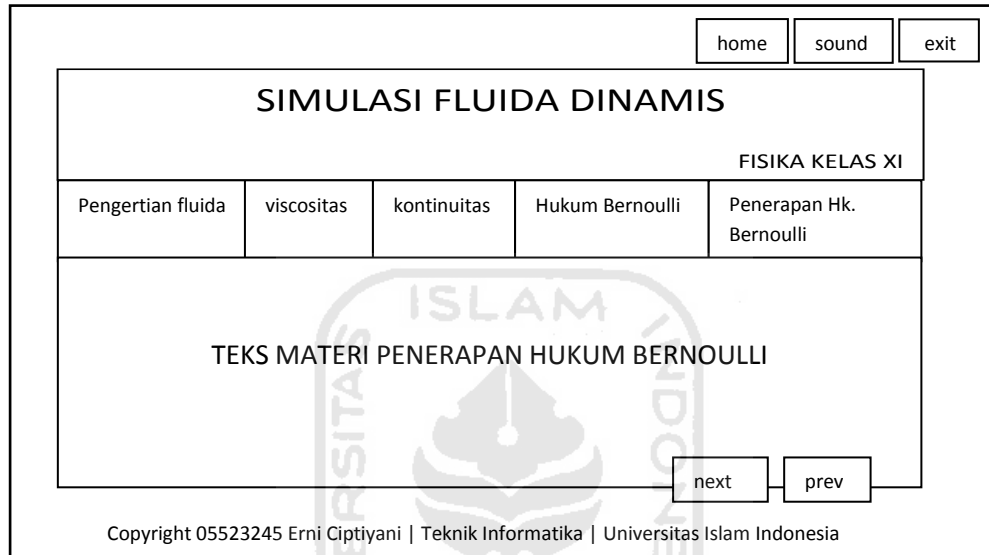 home sound exit
SIMULASI FLUIDA DINAMIS
FISIKA KELAS XI
Pengertian fluida viscositas kontinuitas Hukum Bernoulli Penerapan Hk.
Bernoulli
ISLAM
TEKS MATERI PENERAPAN HUKUM BERNOULLI
next prev
Copyright 05523245 Erni Ciptiyani | Teknik Informatika | Universitas Islam Indonesia